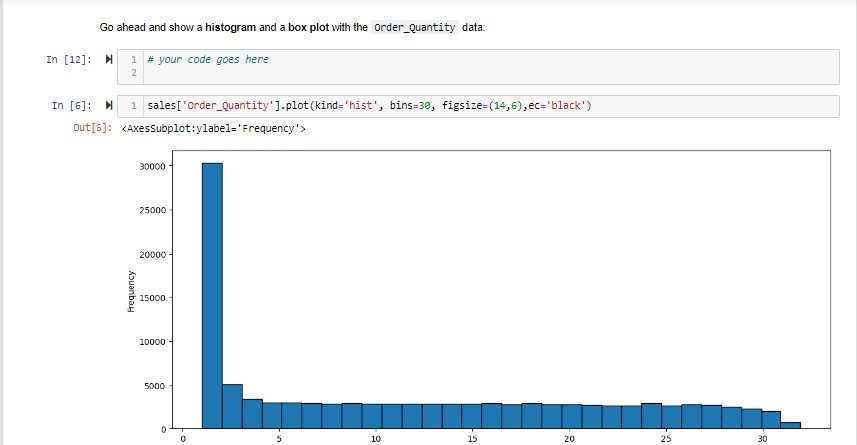 Go ahead and show a histogram and a box plot with the Order_Quantity data:
In [12]: 1 # your code goes here
2
In [6]: 1 sales['Order_Quantity'].plot(kind='hist', bins=30, figsize=(14,6),ec='black')
Out[6]: <AxesSubplot:ylabel='Frequency'>
30000
25000
20000
15000
10000
5000
0
Frequency
0 5 10 15 20 25 30